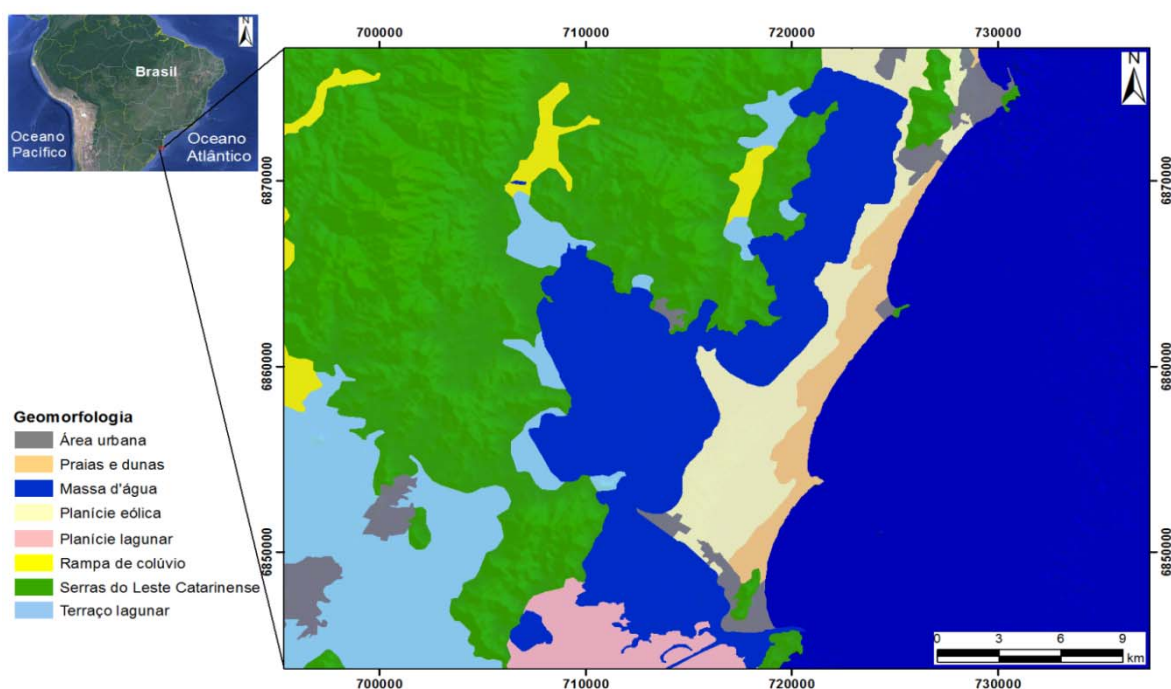 N
Brasil
Oceano
Pacífico
Oceano
Atlântico
700000
710000
720000
730000
N
6870000
6860000
6850000
6870000
6860000
6850000
Geomorfologia
Área urbana
Praias e dunas
Massa d'água
Planície eólica
Planície lagunar
Rampa de colúvio
Serras do Leste Catarinense
Terraço lagunar
0 3 6 9
km
700000
710000
720000
730000